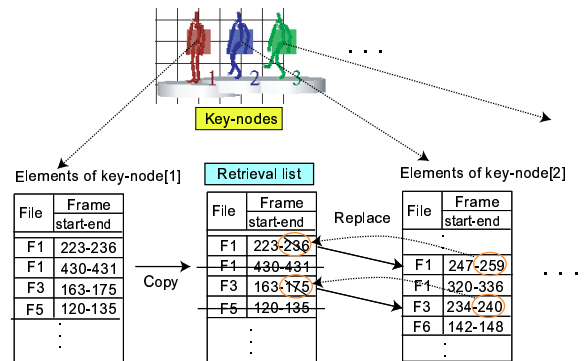 1 2 3 . . .
Key-nodes
Elements of key-node[1]
File Frame
start-end
F1 223-236
F1 430-431
F3 163-175
F5 120-135
Copy
Retrieval list
File Frame
start-end
F1 223-236
F1 430-431
F3 163-175
F5 120-135
Replace
Elements of key-node[2]
File Frame
start-end
F1 247-259
F1 320-336
F3 234-240
F6 142-148
. . .